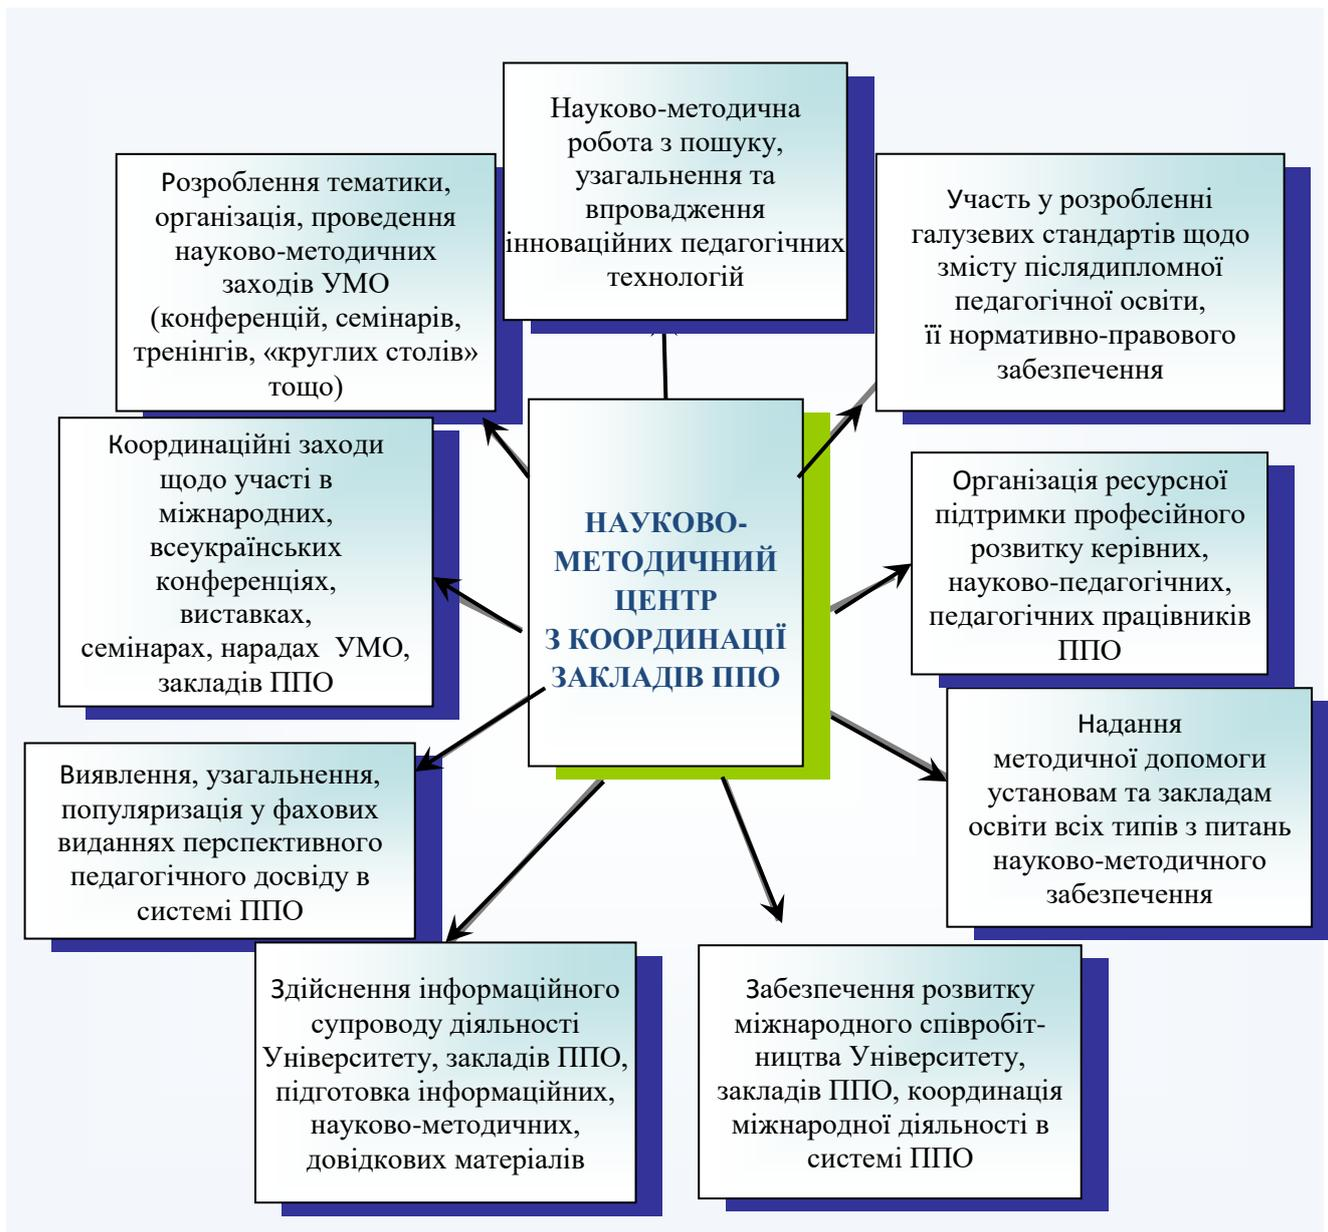 Науково-методична
робота з пошуку,
узагальнення та
впровадження
інноваційних педагогічних
технологій
Розроблення тематики,
організація, проведення
науково-методичних
заходів УМО
(конференцій, семінарів,
тренінгів, «круглих столів»
тощо)
Участь у розробленні
галузевих стандартів щодо
змісту післядипломної
педагогічної освіти,
її нормативно-правового
забезпечення
Координаційні заходи
щодо участі в
міжнародних,
всеукраїнських
конференціях,
виставках,
семінарах, нарадах УМО,
закладів ППО
НАУКОВО-
МЕТОДИЧНИЙ
ЦЕНТР
З КООРДИНАЦІЇ
ЗАКЛАДІВ ППО
Організація ресурсної
підтримки професійного
розвитку керівних,
науково-педагогічних,
педагогічних працівників
ППО
Надання
методичної допомоги
установам та закладам
освіти всіх типів з питань
науково-методичного
забезпечення
Виявлення, узагальнення,
популяризація у фахових
виданнях перспективного
педагогічного досвіду в
системі ППО
Здійснення інформаційного
супроводу діяльності
Університету, закладів ППО,
підготовка інформаційних,
науково-методичних,
довідкових матеріалів
Забезпечення розвитку
міжнародного співробіт-
ництва Університету,
закладів ППО, координація
міжнародної діяльності в
системі ППО